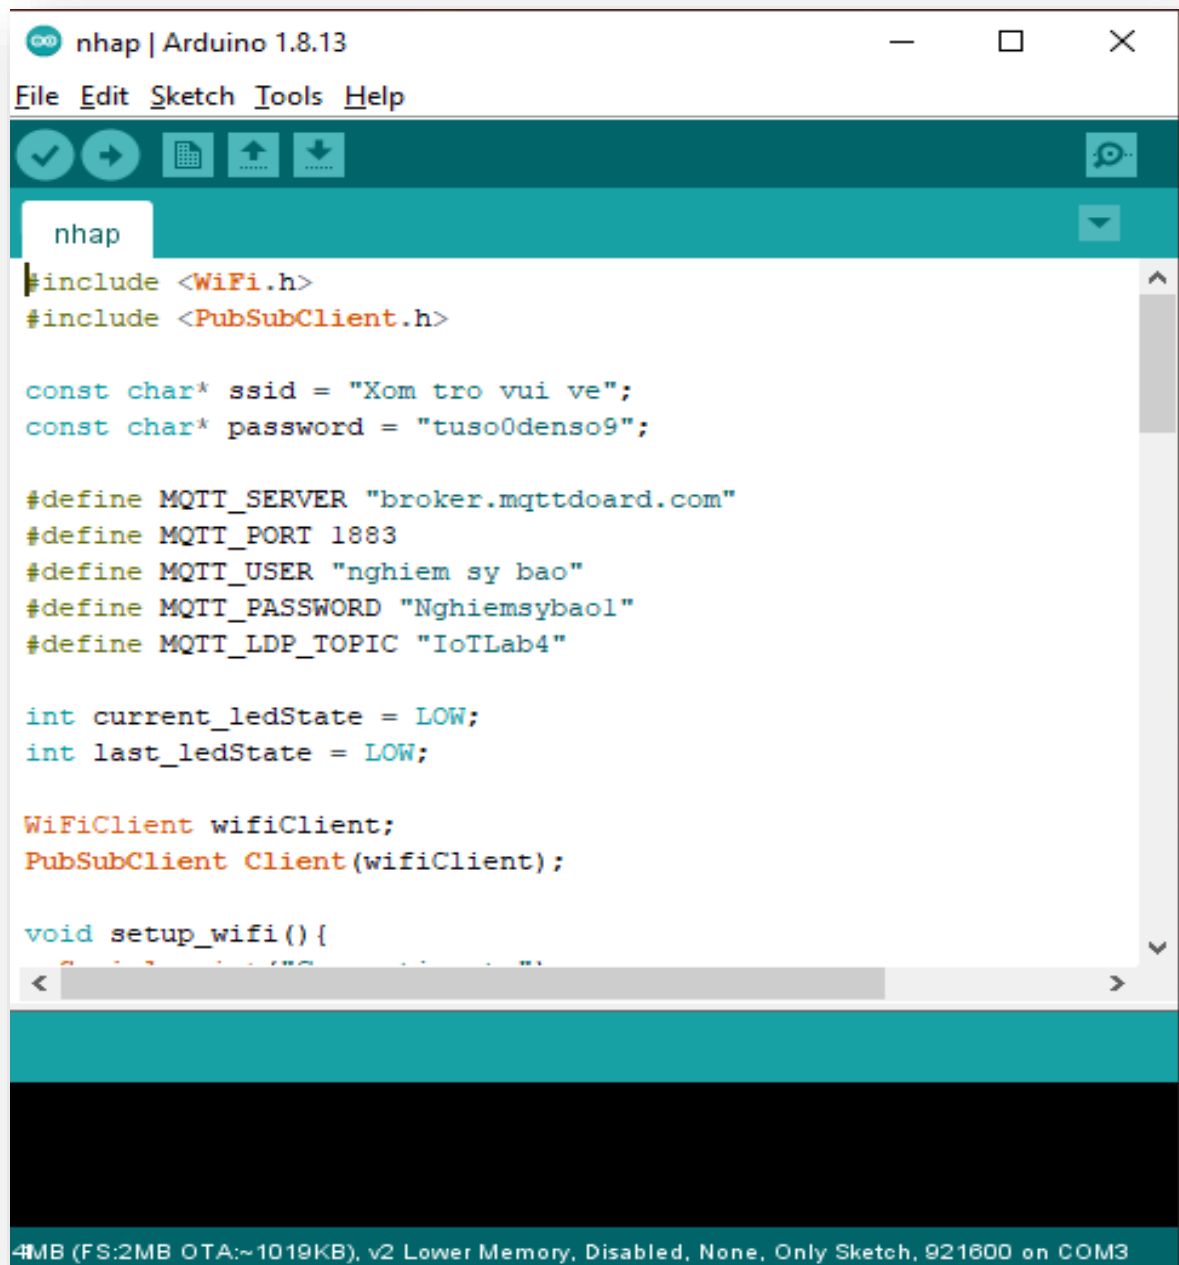 nhap | Arduino 1.8.13
File Edit Sketch Tools Help
nhap
#include <WiFi.h>
#include <PubSubClient.h>
const char* ssid = "Xom tro vui ve";
const char* password = "tuso0denso9";
#define MQTT_SERVER "broker.mqttdoard.com"
#define MQTT_PORT 1883
#define MQTT_USER "nghiem sy bao"
#define MQTT_PASSWORD "Nghiemsybao1"
#define MQTT_LDP_TOPIC "IoTLab4"
int current_ledState = LOW;
int last_ledState = LOW;
WiFiClient wifiClient;
PubSubClient Client(wifiClient);
void setup_wifi(){
4MB (FS:2MB OTA:~1019KB), v2 Lower Memory, Disabled, None, Only Sketch, 921600 on COM3